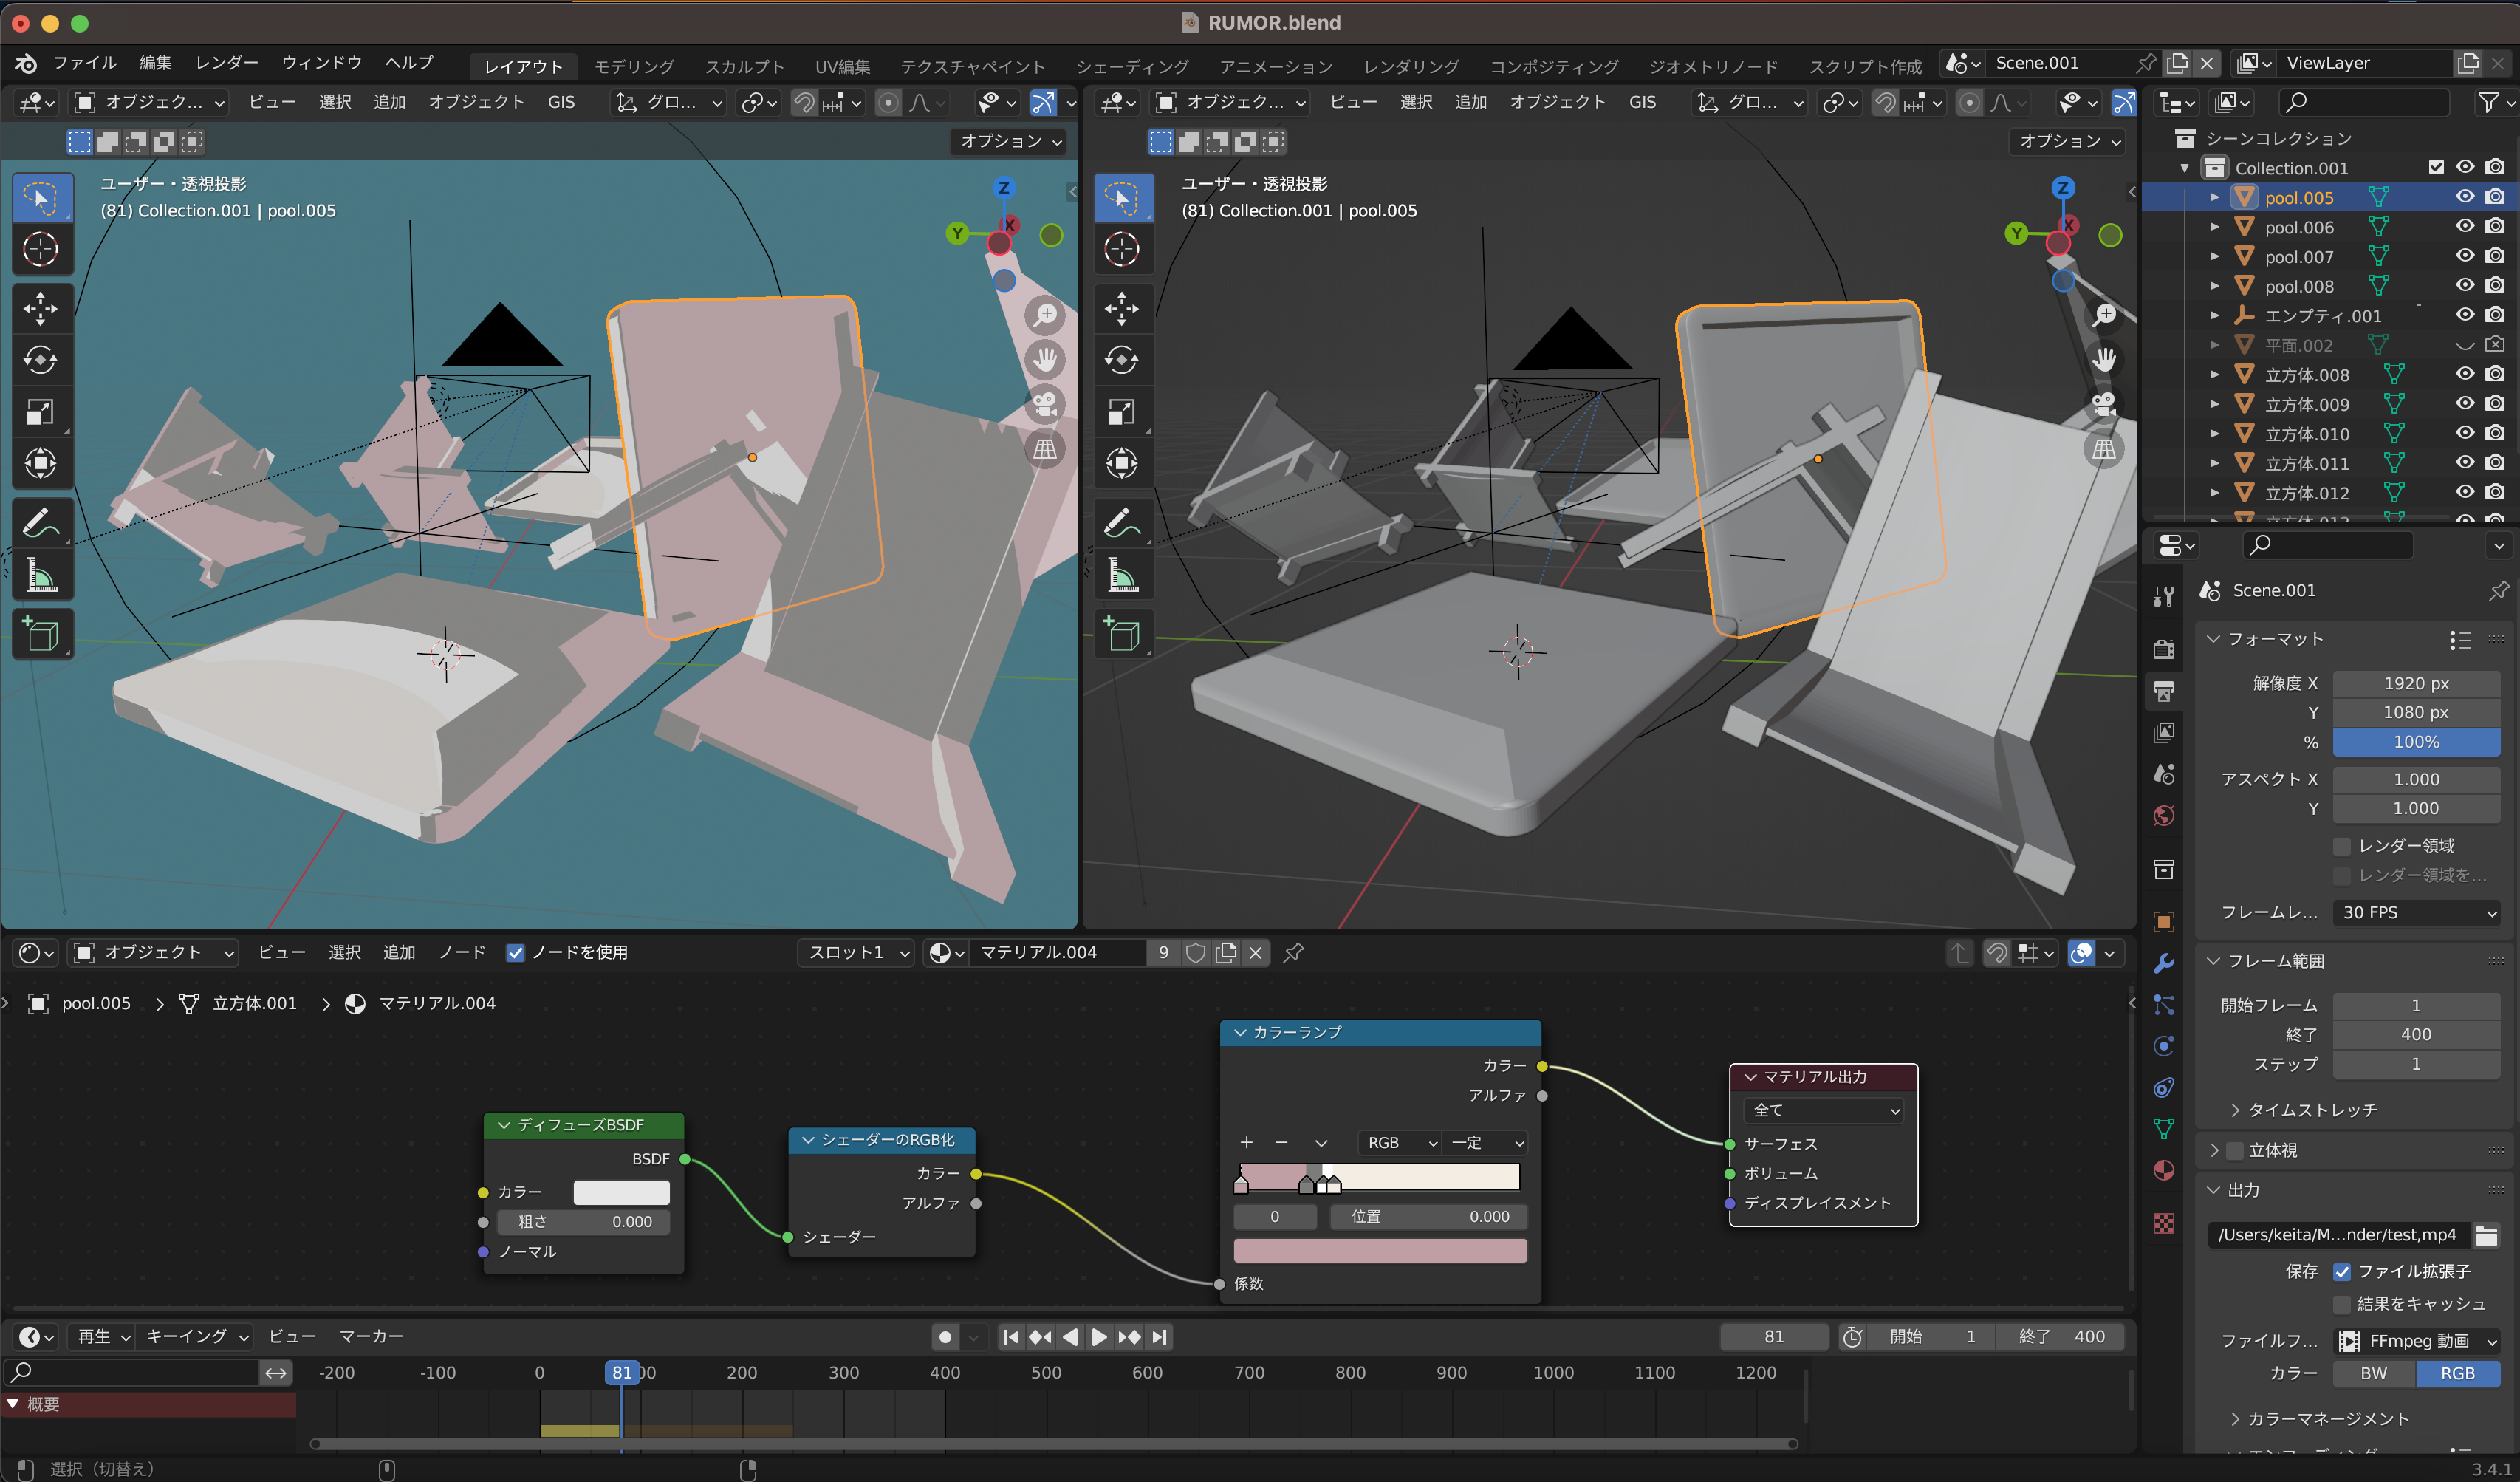 RUMOR.blend
ファイル 編集 レンダー ウィンドウ ヘルプ レイアウト モデリング スカルプト UV編集 テクスチャペイント シェーディング アニメーション レンダリング コンポジティング ジオメトリノード スクリプト作成 Scene.001 ViewLayer
オブジェク... ビュー 選択 追加 オブジェクト GIS グロ...
オブジェク... ビュー 選択 追加 オブジェクト GIS グロ...
オプション
オプション
ユーザー・透視投影
(81) Collection.001 | pool.005
Z
Y
X
ユーザー・透視投影
(81) Collection.001 | pool.005
Z
Y
X
シーンコレクション
Collection.001
pool.005
pool.006
pool.007
pool.008
エンプティ.001
平面.002
立方体.008
立方体.009
立方体.010
立方体.011
立方体.012
Scene.001
フォーマット
解像度 X 1920 px
Y 1080 px
% 100%
アスペクト X 1.000
Y 1.000
レンダー領域
レンダー領域を...
フレームレ... 30 FPS
フレーム範囲
開始フレーム 1
終了 400
ステップ 1
タイムストレッチ
立体視
出力
/Users/keita/M...nder/test,mp4
保存 ファイル拡張子
結果をキャッシュ
ファイルフ... FFmpeg 動画
カラー BW RGB
カラーマネージメント
オブジェクト ビュー 選択 追加 ノード ノードを使用 スロット1 マテリアル.004 9
pool.005 立方体.001 マテリアル.004
ディフューズBSDF
BSDF
カラー
粗さ 0.000
ノーマル
シェーダーのRGB化
カラー
アルファ
シェーダー
カラーランプ
カラー
アルファ
RGB 一定
0 位置 0.000
係数
マテリアル出力
全て
サーフェス
ボリューム
ディスプレイスメント
再生 キーイング ビュー マーカー 81 開始 1 終了 400
-200 -100 0 81 200 300 400 500 600 700 800 900 1000 1100 1200
概要
選択（切替え） 3.4.1